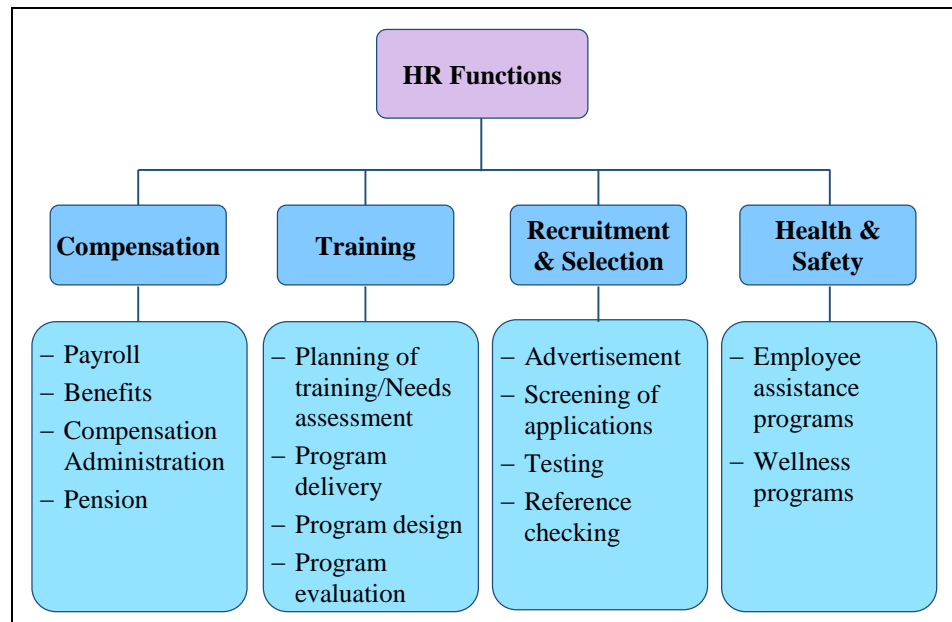 HR Functions
Compensation
Training
Recruitment
& Selection
Health &
Safety
– Payroll
– Benefits
– Compensation
Administration
– Pension
– Planning of
training/Needs
assessment
– Program
delivery
– Program design
– Program
evaluation
– Advertisement
– Screening of
applications
– Testing
– Reference
checking
– Employee
assistance
programs
– Wellness
programs